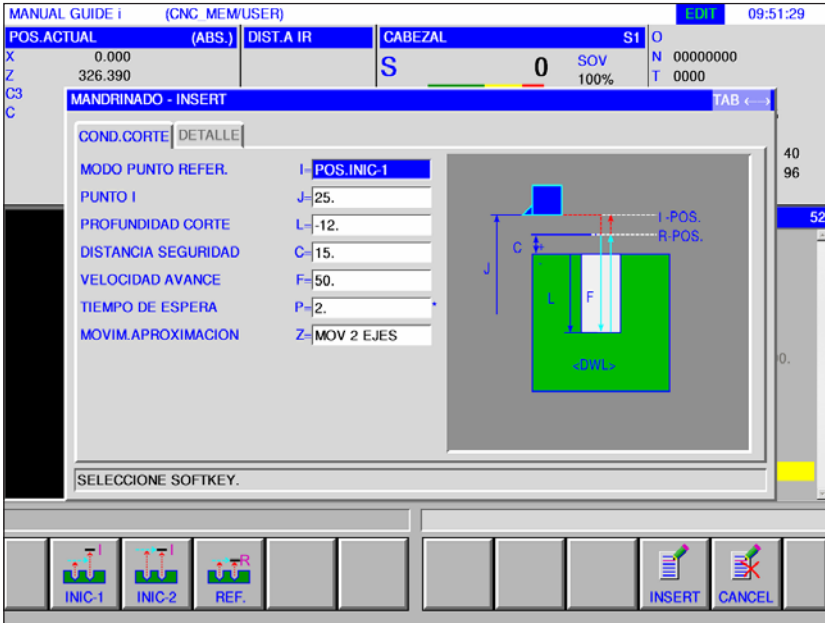 MANUAL GUIDE i (CNC_MEM/USER) EDIT 09:51:29
POS.ACTUAL (ABS.) DIST.A IR CABEZAL S1 O
X 0.000 S 0 SOV 100% N 00000000
Z 326.390 T 0000
C3
C
MANDRINADO - INSERT TAB ←→
COND.CORTE DETALLE
MODO PUNTO REFER. I= POS.INIC-1
PUNTO I J= 25.
PROFUNDIDAD CORTE L= -12.
DISTANCIA SEGURIDAD C= 15.
VELOCIDAD AVANCE F= 50.
TIEMPO DE ESPERA P= 2. *
MOVIM.APROXIMACION Z= MOV 2 EJES
I -POS.
R-POS.
C + -
J
L F
<DWL>
40
96
52
0.
SELECCIONE SOFTKEY.
I I R
INIC-1 INIC-2 REF. INSERT CANCEL